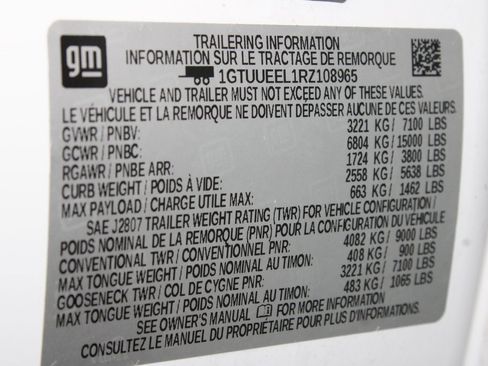 gm
TRAILERING INFORMATION
INFORMATION SUR LE TRACTAGE DE REMORQUE
1GTUUEEL1RZ108965
VEHICLE AND TRAILER MUST NOT EXCEED ANY OF THESE VALUES.
LE VÉHICULE ET LA REMORQUE NE DOIVENT DÉPASSER AUCUNE DE CES VALEURS.
GVWR / PNBV: 3221 KG / 7100 LBS
GCWR / PNBC: 6804 KG / 15000 LBS
RGAWR / PNBE ARR: 1724 KG / 3800 LBS
CURB WEIGHT / POIDS À VIDE: 2558 KG / 5638 LBS
MAX PAYLOAD / CHARGE UTILE MAX: 663 KG / 1462 LBS
SAE J2807 TRAILER WEIGHT RATING (TWR) FOR VEHICLE CONFIGURATION /
POIDS NOMINAL DE LA REMORQUE (PNR) POUR LA CONFIGURATION DU VÉHICULE
CONVENTIONAL TWR / CONVENTIONNEL PNR: 4082 KG / 9000 LBS
MAX TONGUE WEIGHT / POIDS NOMINAL AU TIMON: 408 KG / 900 LBS
GOOSENECK TWR / COL DE CYGNE PNR: 3221 KG / 7100 LBS
MAX TONGUE WEIGHT / POIDS NOMINAL AU TIMON: 483 KG / 1065 LBS
SEE OWNER'S MANUAL FOR MORE INFORMATION
CONSULTEZ LE MANUEL DU PROPRIÉTAIRE POUR PLUS D'INFORMATIONS.